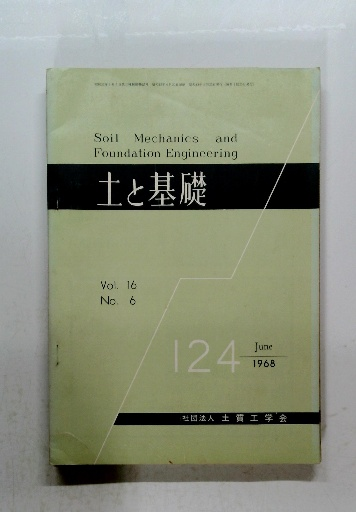 Soil Mechanics and
Foundation Engineering
土と基礎
Vol. 16
No. 6
124
June
1968
社団法人 土質工学会